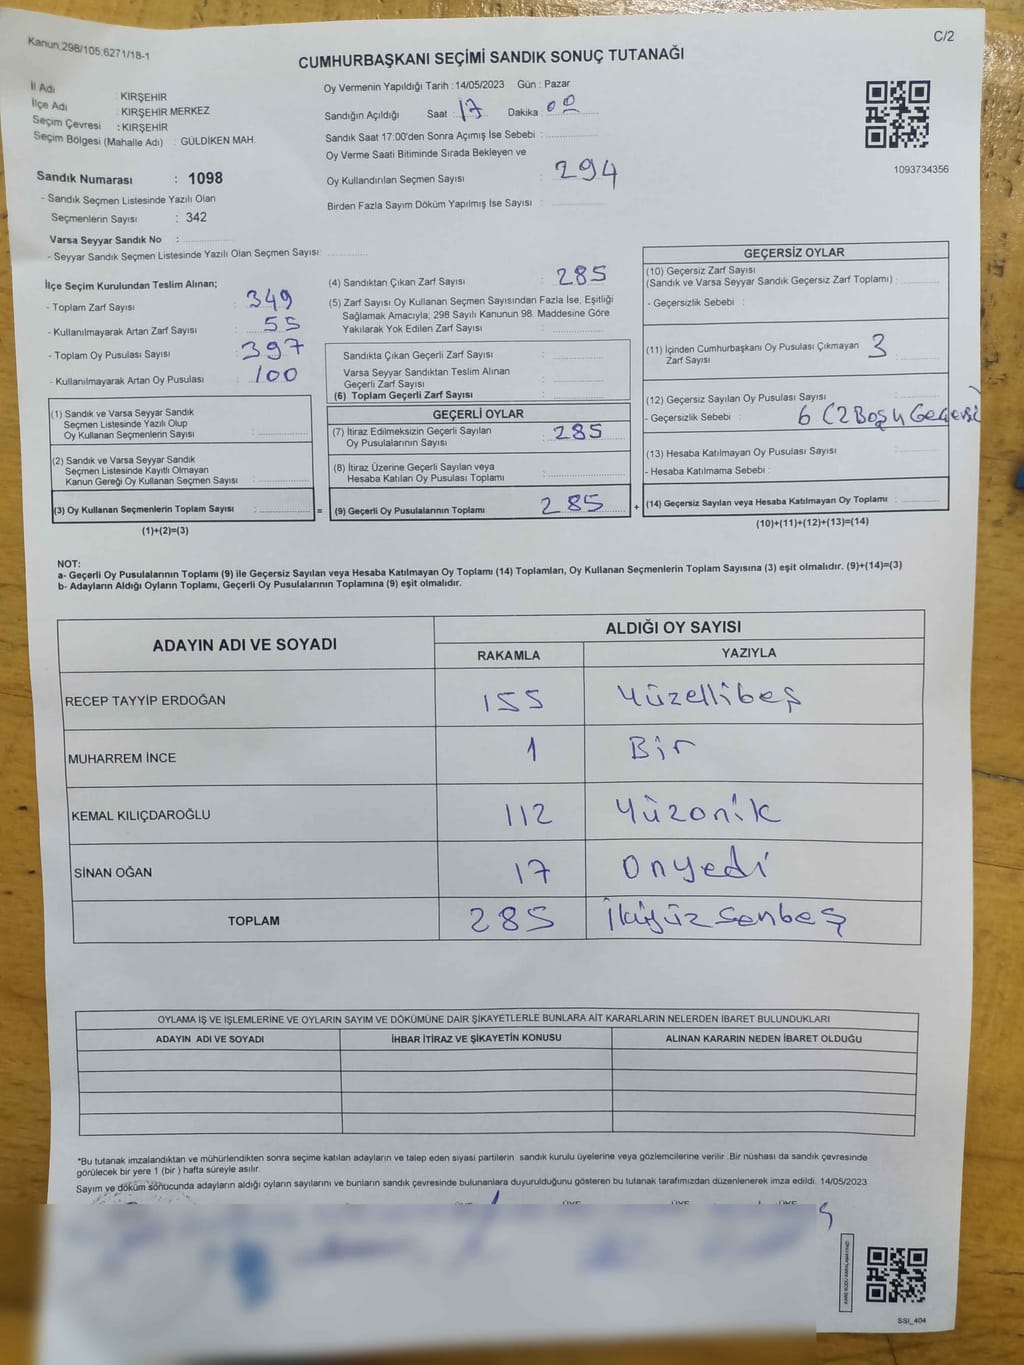 Kanun;298/105;6271/18-1
C/2
CUMHURBAŞKANI SEÇİMİ SANDIK SONUÇ TUTANAĞI
İl Adı : KIRŞEHİR
İlçe Adı : KIRŞEHİR MERKEZ
Seçim Çevresi : KIRŞEHİR
Seçim Bölgesi (Mahalle Adı) : GÜLDİKEN MAH.
Oy Vermenin Yapıldığı Tarih : 14/05/2023 Gün : Pazar
Sandığın Açıldığı Saat : 17 Dakika : 00
Sandık Saat 17:00'den Sonra Açımış İse Sebebi :
Oy Verme Saati Bitiminde Sırada Bekleyen ve
Oy Kullandırılan Seçmen Sayısı : 294
Birden Fazla Sayım Döküm Yapılmış İse Sayısı :
1093734356
Sandık Numarası : 1098
- Sandık Seçmen Listesinde Yazılı Olan
Seçmenlerin Sayısı : 342
Varsa Seyyar Sandık No :
- Seyyar Sandık Seçmen Listesinde Yazılı Olan Seçmen Sayısı:
İlçe Seçim Kurulundan Teslim Alınan;
- Toplam Zarf Sayısı : 349
- Kullanılmayarak Artan Zarf Sayısı : 55
- Toplam Oy Pusulası Sayısı : 397
- Kullanılmayarak Artan Oy Pusulası : 100
(1) Sandık ve Varsa Seyyar Sandık
Seçmen Listesinde Yazılı Olup
Oy Kullanan Seçmenlerin Sayısı :
(2) Sandık ve Varsa Seyyar Sandık
Seçmen Listesinde Kayıtlı Olmayan
Kanun Gereği Oy Kullanan Seçmen Sayısı :
(3) Oy Kullanan Seçmenlerin Toplam Sayısı : =
(1)+(2)=(3)
(4) Sandıktan Çıkan Zarf Sayısı : 285
(5) Zarf Sayısı Oy Kullanan Seçmen Sayısından Fazla İse, Eşitliği
Sağlamak Amacıyla; 298 Sayılı Kanunun 98. Maddesine Göre
Yakılarak Yok Edilen Zarf Sayısı :
Sandıkta Çıkan Geçerli Zarf Sayısı :
Varsa Seyyar Sandıktan Teslim Alınan
Geçerli Zarf Sayısı :
(6) Toplam Geçerli Zarf Sayısı :
GEÇERLİ OYLAR
(7) İtiraz Edilmeksizin Geçerli Sayılan
Oy Pusulalarının Sayısı : 285
(8) İtiraz Üzerine Geçerli Sayılan veya
Hesaba Katılan Oy Pusulası Toplamı :
(9) Geçerli Oy Pusulalarının Toplamı : 285 +
GEÇERSİZ OYLAR
(10) Geçersiz Zarf Sayısı
(Sandık ve Varsa Seyyar Sandık Geçersiz Zarf Toplamı) :
- Geçersizlik Sebebi :
(11) İçinden Cumhurbaşkanı Oy Pusulası Çıkmayan
Zarf Sayısı : 3
(12) Geçersiz Sayılan Oy Pusulası Sayısı :
- Geçersizlik Sebebi : 6 (2 Boş 4 Geçersi
(13) Hesaba Katılmayan Oy Pusulası Sayısı :
- Hesaba Katılmama Sebebi :
(14) Geçersiz Sayılan veya Hesaba Katılmayan Oy Toplamı :
(10)+(11)+(12)+(13)=(14)
NOT:
a- Geçerli Oy Pusulalarının Toplamı (9) ile Geçersiz Sayılan veya Hesaba Katılmayan Oy Toplamı (14) Toplamları, Oy Kullanan Seçmenlerin Toplam Sayısına (3) eşit olmalıdır. (9)+(14)=(3)
b- Adayların Aldığı Oyların Toplamı, Geçerli Oy Pusulalarının Toplamına (9) eşit olmalıdır.
ADAYIN ADI VE SOYADI ALDIĞI OY SAYISI
RAKAMLA YAZIYLA
RECEP TAYYİP ERDOĞAN 155 Yüzellibeş
MUHARREM İNCE 1 Bir
KEMAL KILIÇDAROĞLU 112 Yüzonik
SİNAN OĞAN 17 onyedi
TOPLAM 285 ikiyüzsenbeş
OYLAMA İŞ VE İŞLEMLERİNE VE OYLARIN SAYIM VE DÖKÜMÜNE DAİR ŞİKAYETLERLE BUNLARA AİT KARARLARIN NELERDEN İBARET BULUNDUKLARI
ADAYIN ADI VE SOYADI İHBAR İTİRAZ VE ŞİKAYETİN KONUSU ALINAN KARARIN NEDEN İBARET OLDUĞU
*Bu tutanak imzalandıktan ve mühürlendikten sonra seçime katılan adayların ve talep eden siyasi partilerin sandık kurulu üyelerine veya gözlemcilerine verilir .Bir nüshası da sandık çevresinde
görülecek bir yere 1 (bir ) hafta süreyle asılır.
Sayım ve döküm sonucunda adayların aldığı oyların sayılarını ve bunların sandık çevresinde bulunanlara duyurulduğunu gösteren bu tutanak tarafımızdan düzenlenerek imza edildi. 14/05/2023
SSI_404